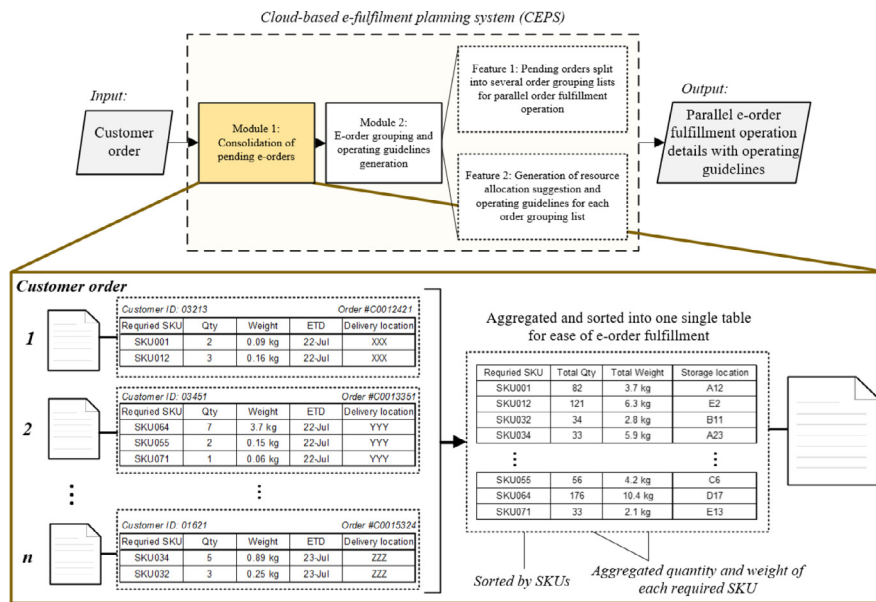 Cloud-based e-fulfilment planning system (CEPS)
Input:
Customer
order
Module 1:
Consolidation of
pending e-orders
Module 2:
E-order grouping and
operating guidelines
generation
Feature 1: Pending orders split
into several order grouping lists
for parallel order fulfillment
operation
Feature 2: Generation of resource
allocation suggestion and
operating guidelines for each
order grouping list
Output:
Parallel e-order
fulfillment operation
details with operating
guidelines
Customer order
1
Customer ID: 03213 Order #C0012421
Requried SKU Qty Weight ETD Delivery location
SKU001 2 0.09 kg 22-Jul XXX
SKU012 3 0.16 kg 22-Jul XXX
2
Customer ID: 03451 Order #C0013351
Requried SKU Qty Weight ETD Delivery location
SKU064 7 3.7 kg 22-Jul YYY
SKU055 2 0.15 kg 22-Jul YYY
SKU071 1 0.06 kg 22-Jul YYY
n
Customer ID: 01621 Order #C0015324
Requried SKU Qty Weight ETD Delivery location
SKU034 5 0.89 kg 23-Jul ZZZ
SKU032 3 0.25 kg 23-Jul ZZZ
Aggregated and sorted into one single table
for ease of e-order fulfillment
Requried SKU Total Qty Total Weight Storage location
SKU001 82 3.7 kg A12
SKU012 121 6.3 kg E2
SKU032 34 2.8 kg B11
SKU034 33 5.9 kg A23
SKU055 56 4.2 kg C6
SKU064 176 10.4 kg D17
SKU071 33 2.1 kg E13
Sorted by SKUs
Aggregated quantity and weight of
each required SKU